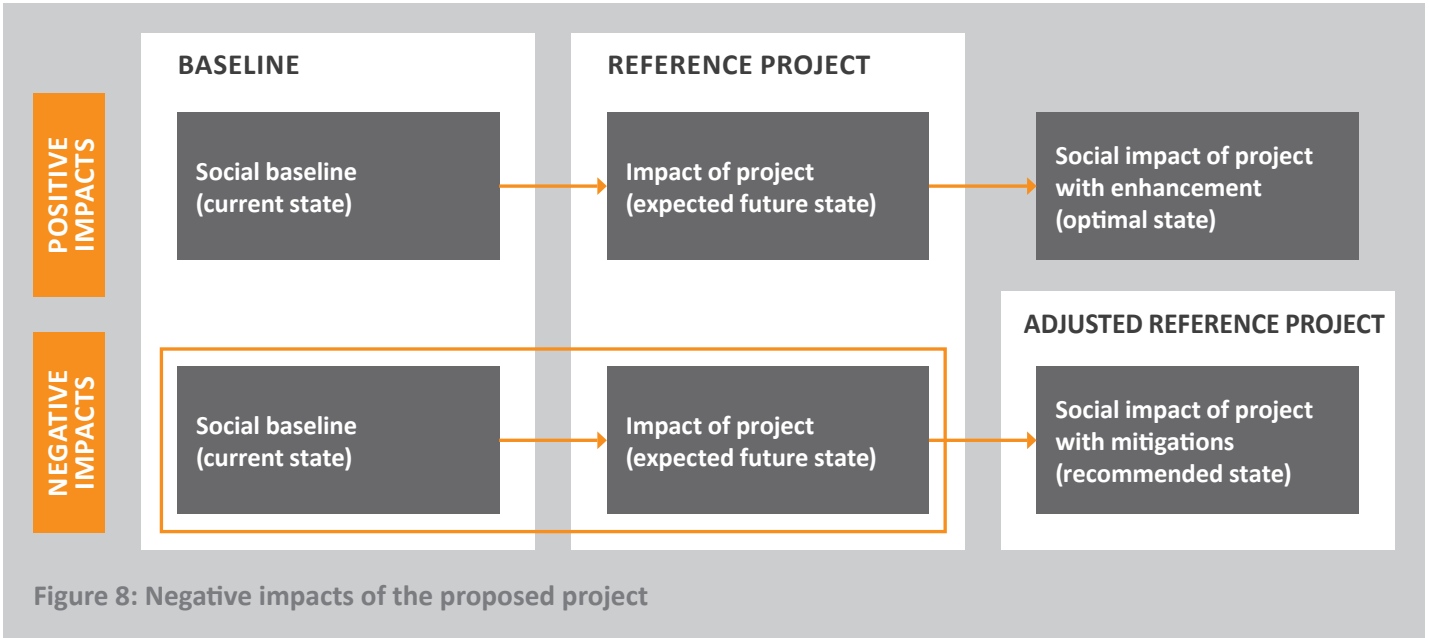 BASELINE
REFERENCE PROJECT
POSITIVE
IMPACTS
Social baseline
(current state)
Impact of project
(expected future state)
Social impact of project
with enhancement
(optimal state)
ADJUSTED REFERENCE PROJECT
NEGATIVE
IMPACTS
Social baseline
(current state)
Impact of project
(expected future state)
Social impact of project
with mitigations
(recommended state)
Figure 8: Negative impacts of the proposed project